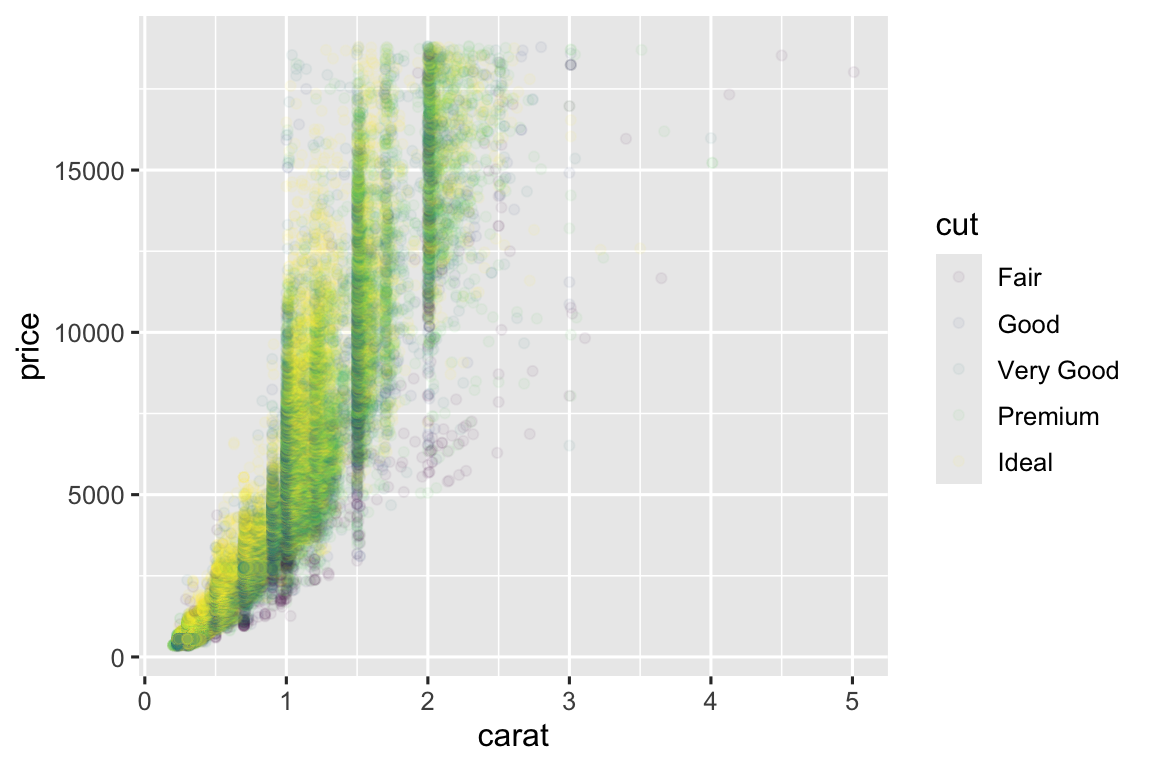 price
15000
10000
5000
0
0 1 2 3 4 5
carat
cut
Fair
Good
Very Good
Premium
Ideal